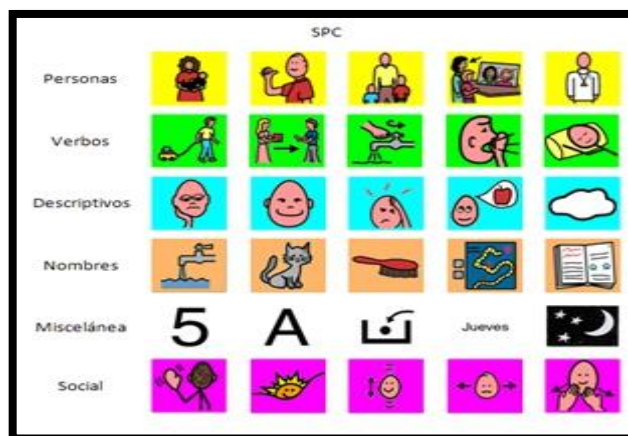 SPC
Personas
Verbos
Descriptivos
Nombres
Miscelánea
5 A Jueves
Social